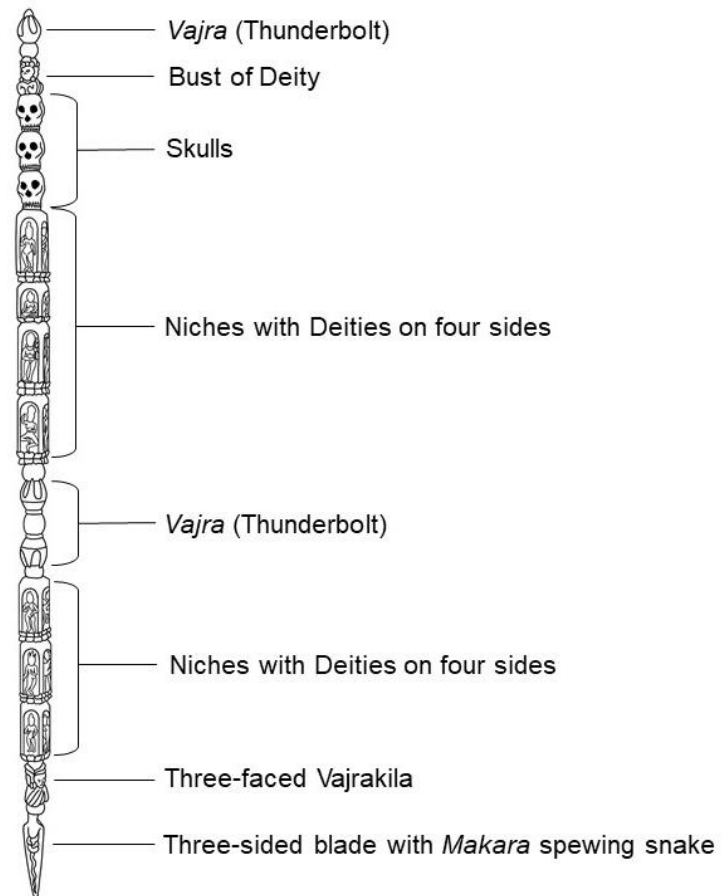 Vajra (Thunderbolt)
Bust of Deity
Skulls
Niches with Deities on four sides
Vajra (Thunderbolt)
Niches with Deities on four sides
Three-faced Vajrakila
Three-sided blade with Makara spewing snake